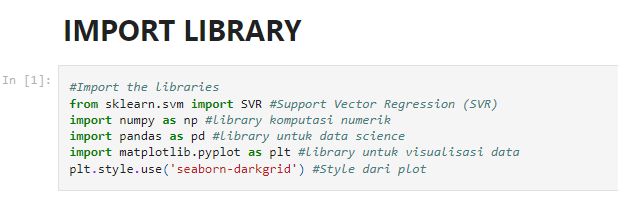 IMPORT LIBRARY
In [1]:
#Import the libraries
from sklearn.svm import SVR #Support Vector Regression (SVR)
import numpy as np #library komputasi numerik
import pandas as pd #library untuk data science
import matplotlib.pyplot as plt #library untuk visualisasi data
plt.style.use('seaborn-darkgrid') #Style dari plot